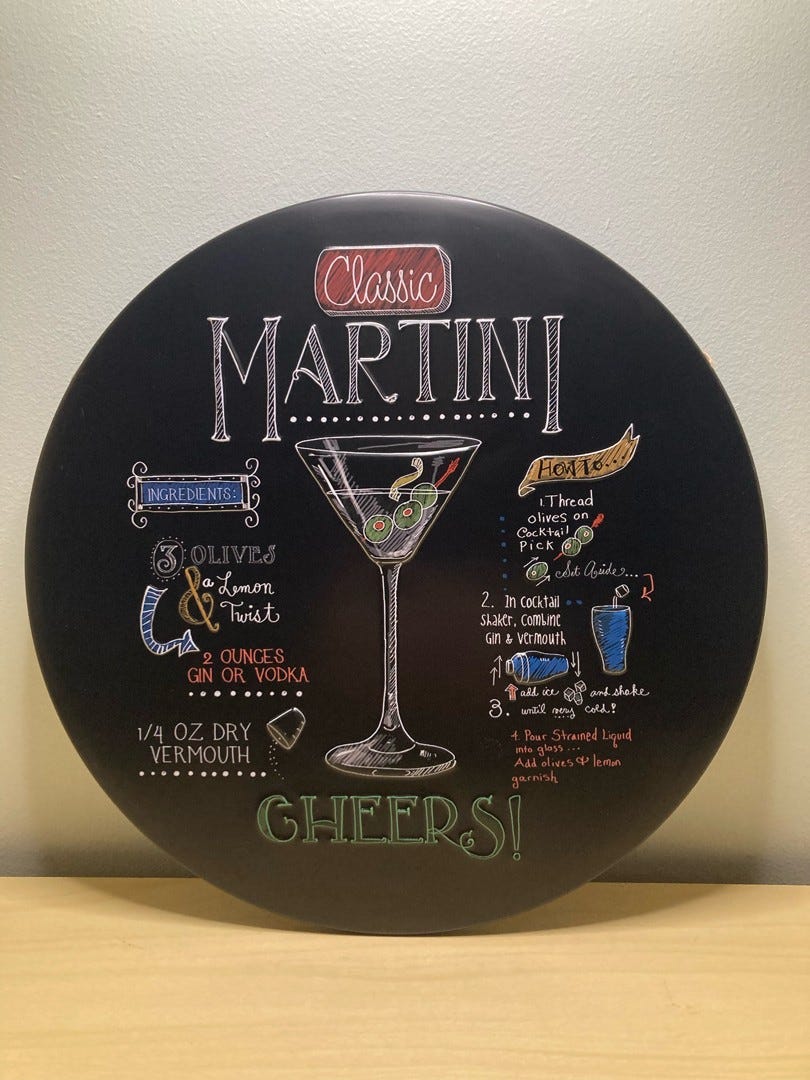 Classic
MARTINI
INGREDIENTS:
3 OLIVES
& a Lemon
Twist
2 OUNCES
GIN OR VODKA
1/4 OZ DRY
VERMOUTH
HOW TO...
1. Thread
olives on
Cocktail
Pick
Set Aside...
2. In Cocktail
Shaker, combine
Gin & Vermouth
add ice and shake
3. until very cold!
4. Pour Strained Liquid
into glass ...
Add olives & lemon
garnish
CHEERS!